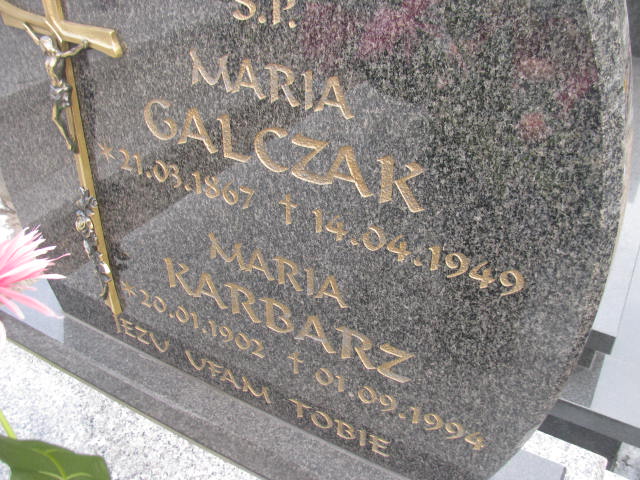 Ś.P.
MARIA
GALCZAK
*21.03.1867 †14.04.1949
MARIA
KARBARZ
*20.01.1902 †01.09.1994
JEZU UFAM TOBIE